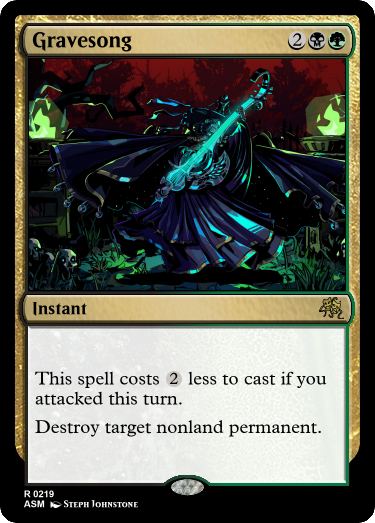 Gravesong 2
Instant
This spell costs 2 less to cast if you
attacked this turn.
Destroy target nonland permanent.
R 0219
ASM Steph Johnstone